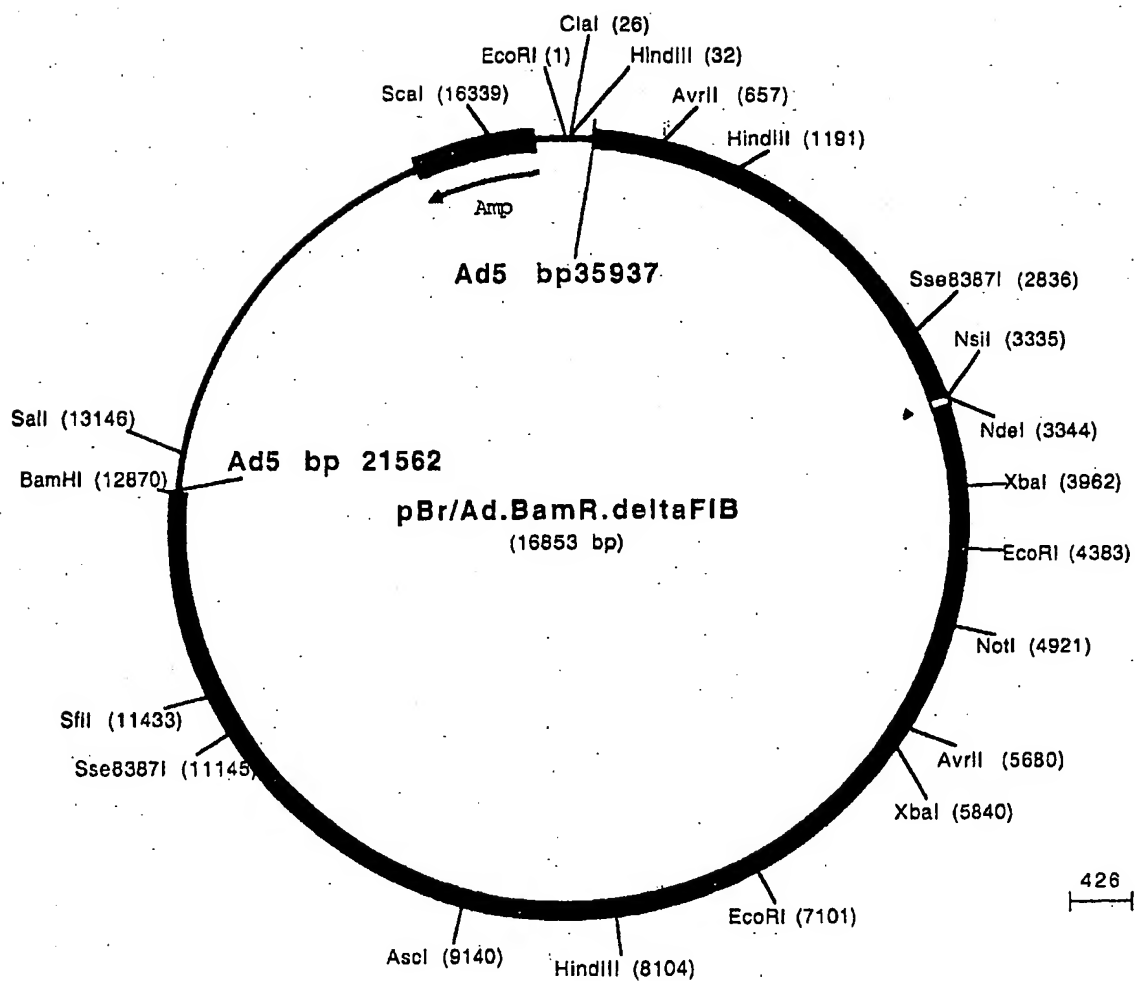 ClaI (26)
EcoRI (1)
HindIII (32)
ScaI (16339)
AvrII (657)
HindIII (1191)
Amp
Ad5 bp35937
Sse8387I (2836)
NsiI (3335)
NdeI (3344)
SalI (13146)
Ad5 bp 21562
BamHI (12870)
XbaI (3962)
pBr/Ad.BamR.deltaFIB
(16853 bp)
EcoRI (4383)
NotI (4921)
SfiI (11433)
Sse8387I (11145)
AvrII (5680)
XbaI (5840)
426
EcoRI (7101)
AscI (9140)
HindIII (8104)